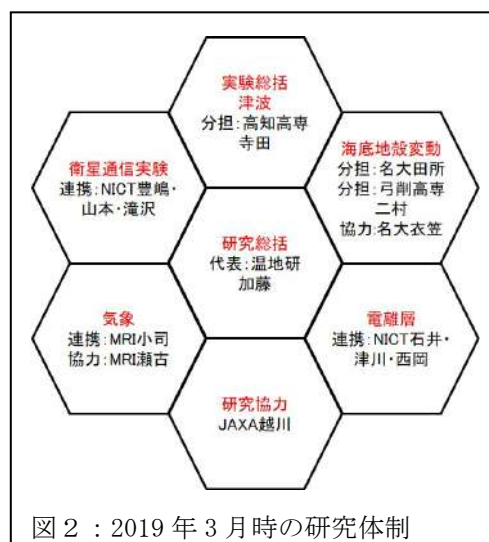 実験総括
津波
分担：高知高専
寺田
海底地殻変動
分担：名大田所
分担：弓削高専
二村
協力：名大衣笠
衛星通信実験
連携：NICT豊嶋・
山本・滝沢
研究総括
代表：温地研
加藤
気象
連携：MRI小司
協力：MRI瀬古
電離層
連携：NICT石井・
津川・西岡
研究協力
JAXA越川
図２：2019 年 3 月時の研究体制